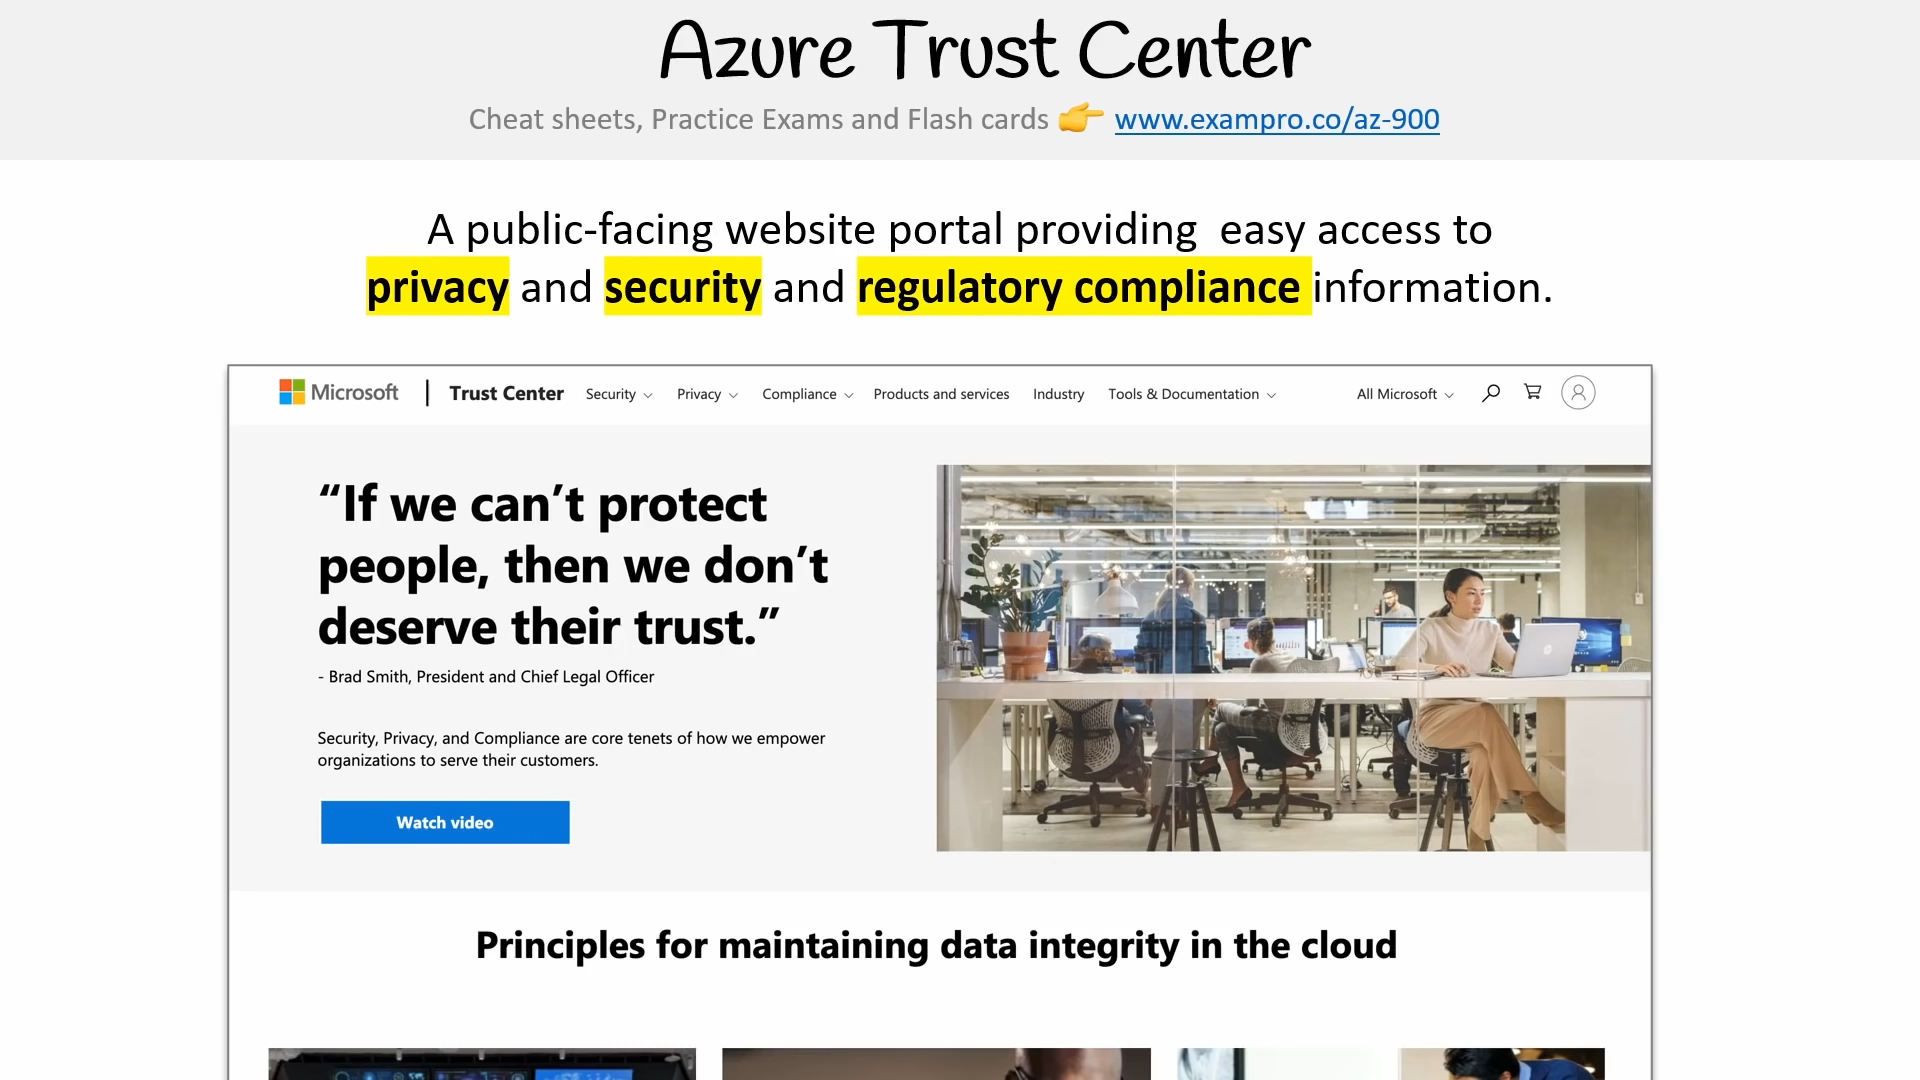 Azure Trust Center
Cheat sheets, Practice Exams and Flash cards 👉 www.exampro.co/az-900
A public-facing website portal providing easy access to
privacy and security and regulatory compliance information.
Microsoft | Trust Center Security Privacy Compliance Products and services Industry Tools & Documentation All Microsoft
“If we can’t protect
people, then we don’t
deserve their trust.”
- Brad Smith, President and Chief Legal Officer
Security, Privacy, and Compliance are core tenets of how we empower
organizations to serve their customers.
Watch video
Principles for maintaining data integrity in the cloud